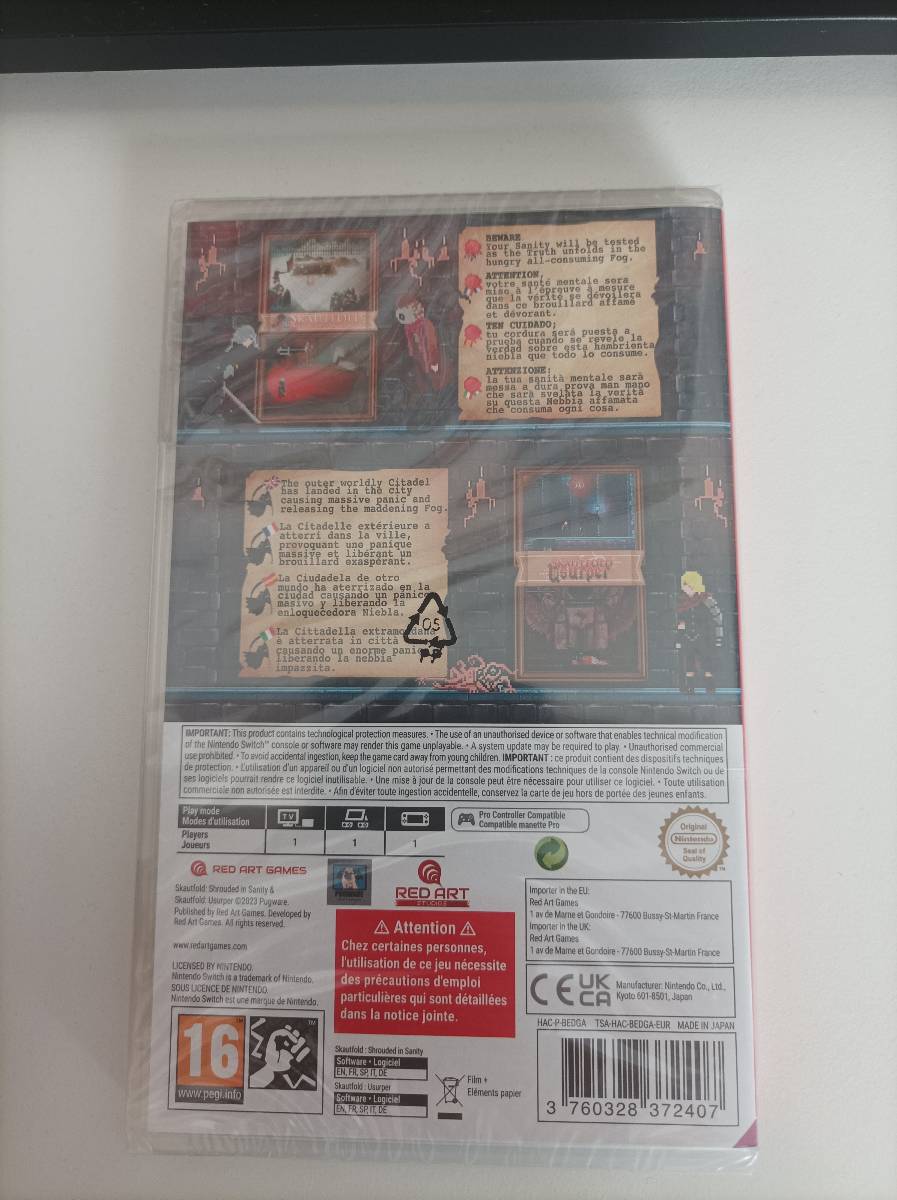 BEWARE
Your Sanity will be tested
as the Truth unfolds in the
hungry all-consuming Fog.
ATTENTION,
votre santé mentale sera
mise à l'épreuve à mesure
que la vérité se dévoilera
dans ce brouillard affamé
et dévorant.
TEN CUIDADO;
tu cordura será puesta a
prueba cuando se revele la
verdad sobre esta hambrienta
niebla que todo lo consume.
ATTENZIONE:
la tua sanità mentale sarà
messa a dura prova man mano
che sarà svelata la verità
su questa Nebbia affamata
che consuma ogni cosa.
SKAUTFOLD
The outer worldly Citadel
has landed in the city
causing massive panic and
releasing the maddening Fog.
La Citadelle extérieure a
atterri dans la ville,
provoquant une panique
massive et libérant un
brouillard exaspérant.
La Ciudadela de otro
mundo ha aterrizado en la
ciudad causando un pánico
masivo y liberando la
enloquecedora Niebla.
La Cittadella extramondana
è atterrata in città
causando un enorme panico
liberando la nebbia
impazzita.
05
PP
SKAUTFOLD
Usurper
IMPORTANT: This product contains technological protection measures. • The use of an unauthorised device or software that enables technical modification
of the Nintendo Switch™ console or software may render this game unplayable. • A system update may be required to play. • Unauthorised commercial
use prohibited. • To avoid accidental ingestion, keep the game card away from young children. IMPORTANT : ce produit contient des dispositifs techniques
de protection. • L'utilisation d'un appareil ou d'un logiciel non autorisé permettant des modifications techniques de la console Nintendo Switch ou de
ses logiciels pourrait rendre ce logiciel inutilisable. • Une mise à jour de la console peut être nécessaire pour utiliser ce logiciel. • Toute utilisation
commerciale non autorisée est interdite. • Afin d'éviter toute ingestion accidentelle, conservez la carte de jeu hors de portée des jeunes enfants.
Play mode
Modes d'utilisation
TV
Players
Joueurs
1 1 1
Pro Controller Compatible
Compatible manette Pro
Original
Nintendo
Seal of
Quality
TM
RED ART GAMES
Skautfold: Shrouded in Sanity &
Skautfold: Usurper ©2023 Pugware.
Published by Red Art Games. Developed by
Red Art Games. All rights reserved.
www.redartgames.com
LICENSED BY NINTENDO.
Nintendo Switch is a trademark of Nintendo.
SOUS LICENCE DE NINTENDO.
Nintendo Switch est une marque de Nintendo.
PUGWARE
RED ART
STUDIOS
Attention
Chez certaines personnes,
l'utilisation de ce jeu nécessite
des précautions d'emploi
particulières qui sont détaillées
dans la notice jointe.
Importer in the EU:
Red Art Games
1 av de Marne et Gondoire - 77600 Bussy-St-Martin France
Importer in the UK:
Red Art Games
1 av de Marne et Gondoire - 77600 Bussy-St-Martin France
CE UK
CA
Manufacturer: Nintendo Co., Ltd.,
Kyoto 601-8501, Japan
HAC-P-BEDGA TSA-HAC-BEDGA-EUR MADE IN JAPAN
16
TM
www.pegi.info
TM
Skautfold : Shrouded in Sanity
Software • Logiciel
EN, FR, SP, IT, DE
Skautfold : Usurper
Software • Logiciel
EN, FR, SP, IT, DE
Film +
Eléments papier
3 760328 372407